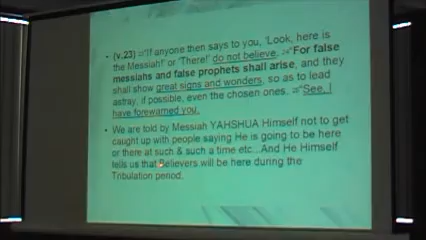 • (v.23) “If anyone then says to you, ‘Look, here is
the Messiah!’ or ‘There!’ do not believe. “For false
messiahs and false prophets shall arise, and they
shall show great signs and wonders, so as to lead
astray, if possible, even the chosen ones. “See, I
have forewarned you.
• We are told by Messiah YAHSHUA Himself not to get
caught up with people saying He is going to be here
or there at such & such a time etc...And He Himself
tells us that Believers will be here during the
Tribulation period.